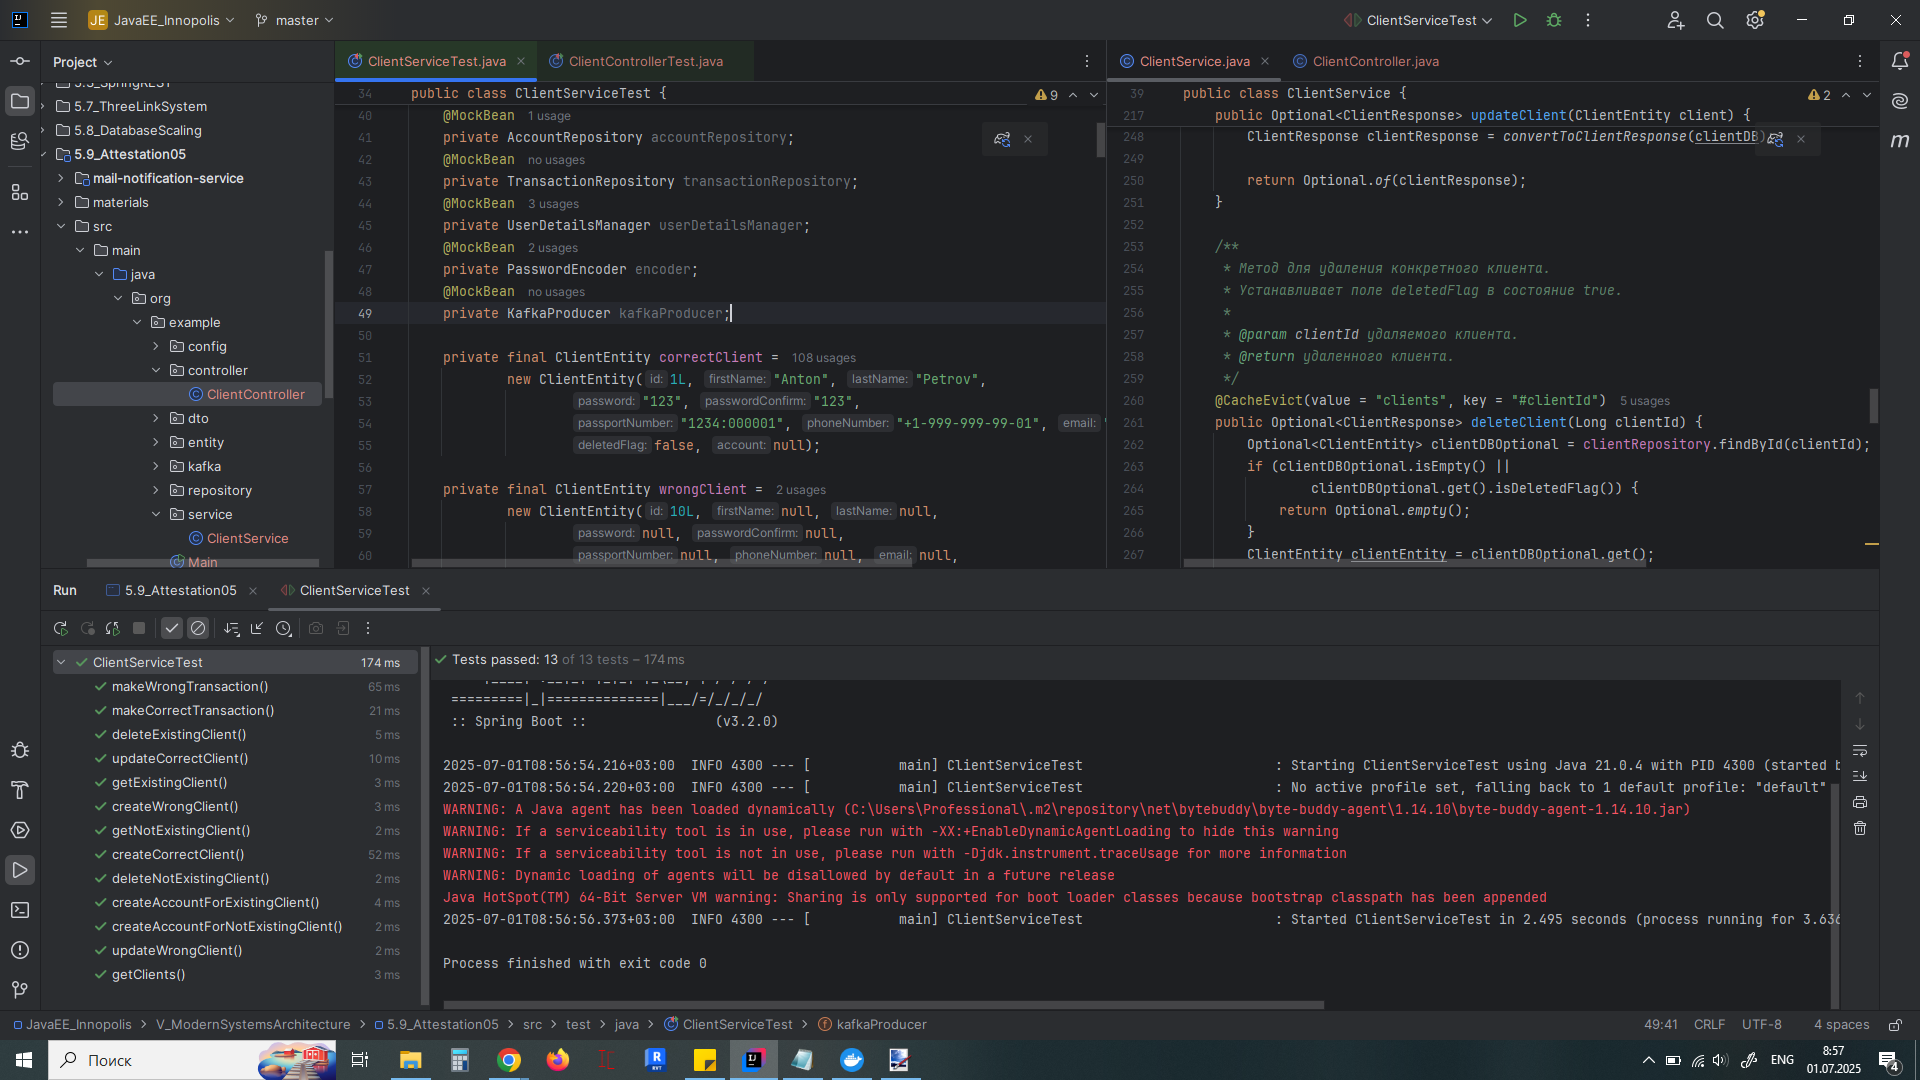 JE JavaEE_Innopolis master ClientServiceTest
Project
5.7_ThreeLinkSystem
5.8_DatabaseScaling
5.9_Attestation05
mail-notification-service
materials
src
main
java
org
example
config
controller
ClientController
dto
entity
kafka
repository
service
ClientService
Main
ClientServiceTest.java ClientControllerTest.java
34 public class ClientServiceTest { 9
40 @MockBean 1 usage
41 private AccountRepository accountRepository;
42 @MockBean no usages
43 private TransactionRepository transactionRepository;
44 @MockBean 3 usages
45 private UserDetailsManager userDetailsManager;
46 @MockBean 2 usages
47 private PasswordEncoder encoder;
48 @MockBean no usages
49 private KafkaProducer kafkaProducer;
50
51 private final ClientEntity correctClient = 108 usages
52 new ClientEntity( id: 1L, firstName: "Anton", lastName: "Petrov",
53 password: "123", passwordConfirm: "123",
54 passportNumber: "1234:000001", phoneNumber: "+1-999-999-99-01", email: "
55 deletedFlag: false, account: null);
56
57 private final ClientEntity wrongClient = 2 usages
58 new ClientEntity( id: 10L, firstName: null, lastName: null,
59 password: null, passwordConfirm: null,
60 passportNumber: null, phoneNumber: null, email: null,
ClientService.java ClientController.java
39 public class ClientService { 2
217 public Optional<ClientResponse> updateClient(ClientEntity client) {
248 ClientResponse clientResponse = convertToClientResponse(clientDB)
249
250 return Optional.of(clientResponse);
251 }
252
253 /**
254 * Метод для удаления конкретного клиента.
255 * Устанавливает поле deletedFlag в состояние true.
256 *
257 * @param clientId удаляемого клиента.
258 * @return удаленного клиента.
259 */
260 @CacheEvict(value = "clients", key = "#clientId") 5 usages
261 public Optional<ClientResponse> deleteClient(Long clientId) {
262 Optional<ClientEntity> clientDBOptional = clientRepository.findById(clientId);
263 if (clientDBOptional.isEmpty() ||
264 clientDBOptional.get().isDeletedFlag()) {
265 return Optional.empty();
266 }
267 ClientEntity clientEntity = clientDBOptional.get();
Run 5.9_Attestation05 ClientServiceTest
ClientServiceTest 174 ms
makeWrongTransaction() 65 ms
makeCorrectTransaction() 21 ms
deleteExistingClient() 5 ms
updateCorrectClient() 10 ms
getExistingClient() 3 ms
createWrongClient() 3 ms
getNotExistingClient() 2 ms
createCorrectClient() 52 ms
deleteNotExistingClient() 2 ms
createAccountForExistingClient() 4 ms
createAccountForNotExistingClient() 2 ms
updateWrongClient() 2 ms
getClients() 3 ms
Tests passed: 13 of 13 tests – 174 ms
=========|_|==============|___/=/_/_/_/
:: Spring Boot :: (v3.2.0)
2025-07-01T08:56:54.216+03:00 INFO 4300 --- [ main] ClientServiceTest : Starting ClientServiceTest using Java 21.0.4 with PID 4300 (started b
2025-07-01T08:56:54.220+03:00 INFO 4300 --- [ main] ClientServiceTest : No active profile set, falling back to 1 default profile: "default"
WARNING: A Java agent has been loaded dynamically (C:\Users\Professional\.m2\repository\net\bytebuddy\byte-buddy-agent\1.14.10\byte-buddy-agent-1.14.10.jar)
WARNING: If a serviceability tool is in use, please run with -XX:+EnableDynamicAgentLoading to hide this warning
WARNING: If a serviceability tool is not in use, please run with -Djdk.instrument.traceUsage for more information
WARNING: Dynamic loading of agents will be disallowed by default in a future release
Java HotSpot(TM) 64-Bit Server VM warning: Sharing is only supported for boot loader classes because bootstrap classpath has been appended
2025-07-01T08:56:56.373+03:00 INFO 4300 --- [ main] ClientServiceTest : Started ClientServiceTest in 2.495 seconds (process running for 3.636
Process finished with exit code 0
JavaEE_Innopolis > V_ModernSystemsArchitecture > 5.9_Attestation05 > src > test > java > ClientServiceTest > kafkaProducer 49:41 CRLF UTF-8 4 spaces
Поиск ENG 8:57
01.07.2025 4